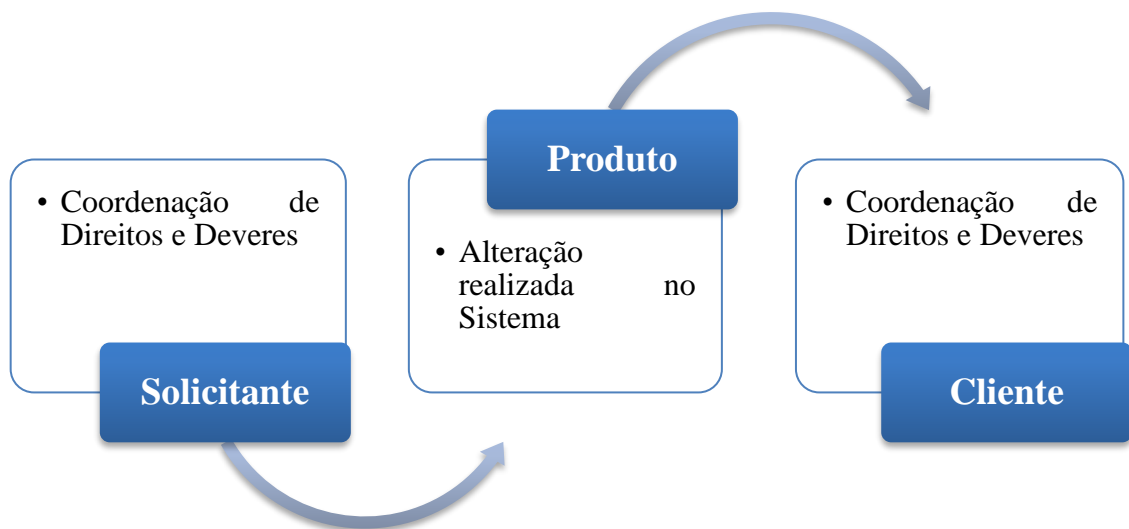 • Coordenação de
Direitos e Deveres
Solicitante
Produto
• Alteração
realizada no
Sistema
• Coordenação de
Direitos e Deveres
Cliente